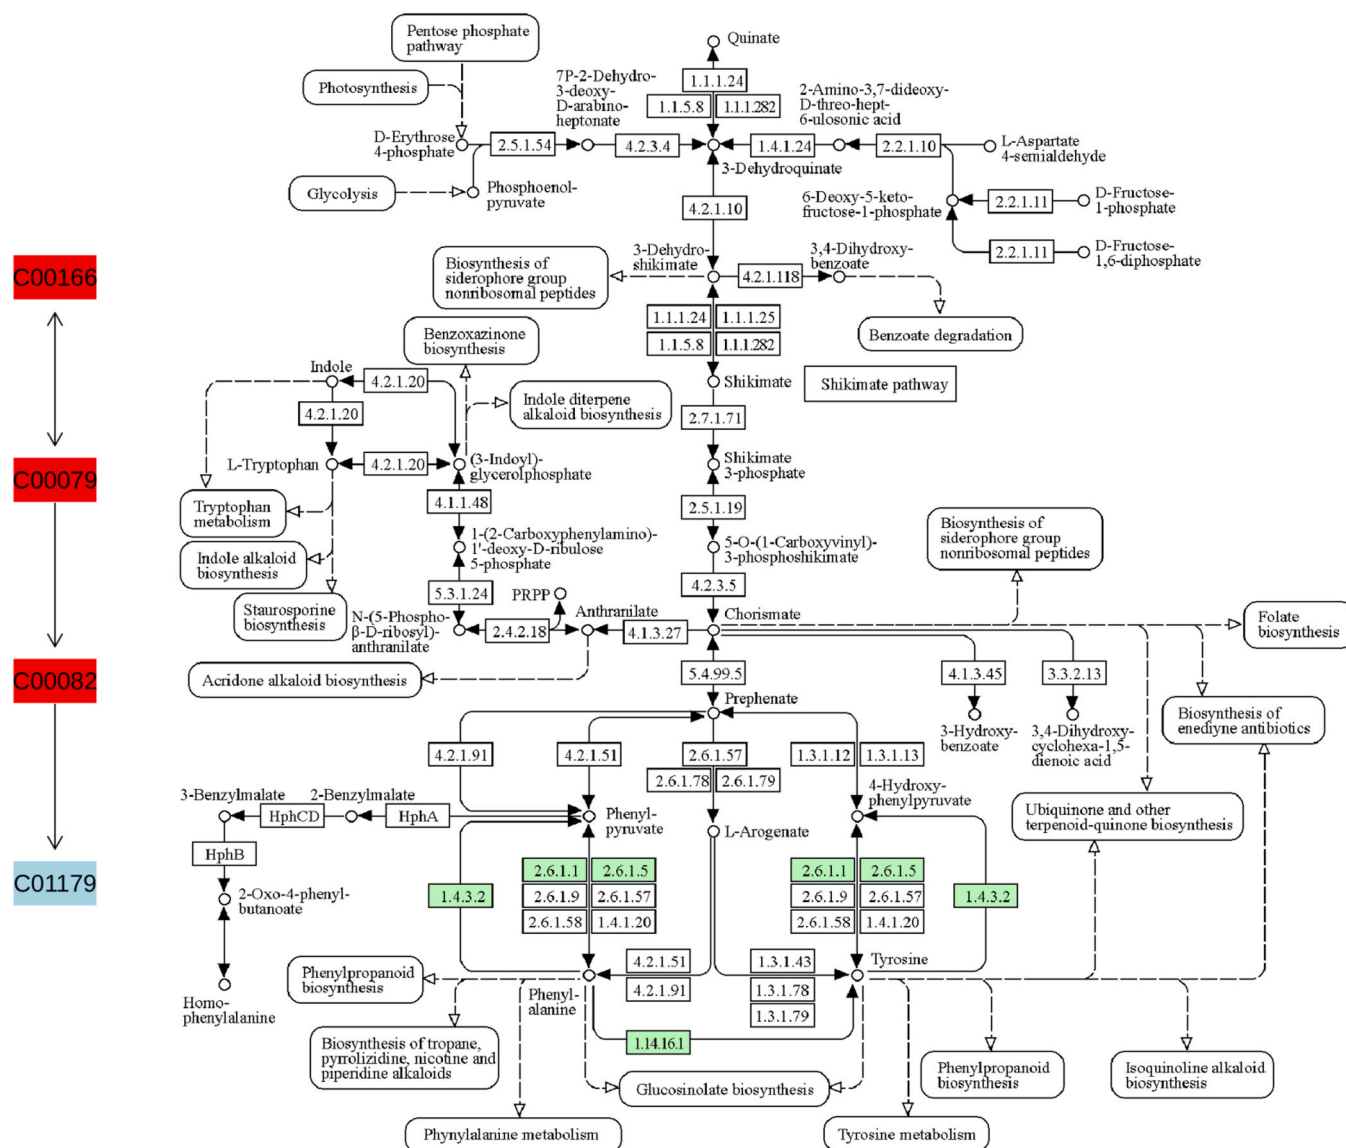 C00166
C00079
C00082
C01179
Pentose phosphate
pathway
Photosynthesis
D-Erythrose
4-phosphate
2.5.1.54
Glycolysis
Phosphoenol-
pyruvate
7P-2-Dehydro-
3-deoxy-
D-arabino-
heptonate
4.2.3.4
Quinate
1.1.1.24
1.1.5.8
1.1.1.282
2-Amino-3,7-dideoxy-
D-threo-hept-
6-ulosonic acid
1.4.1.24
2.2.1.10
L-Aspartate
4-semialdehyde
3-Dehydroquinate
6-Deoxy-5-keto-
fructose-1-phosphate
2.2.1.11
D-Fructose-
1-phosphate
2.2.1.11
D-Fructose-
1,6-diphosphate
4.2.1.10
3-Dehydro-
shikimate
4.2.1.118
3,4-Dihydroxy-
benzoate
Biosynthesis of
siderophore group
nonribosomal peptides
Benzoate degradation
1.1.1.24
1.1.1.25
1.1.5.8
1.1.1.282
Shikimate
Shikimate pathway
Benzoxazinone
biosynthesis
Indole
4.2.1.20
4.2.1.20
Indole diterpene
alkaloid biosynthesis
2.7.1.71
L-Tryptophan
4.2.1.20
(3-Indoyl)-
glycerolphosphate
Shikimate
3-phosphate
Tryptophan
metabolism
4.1.1.48
2.5.1.19
Indole alkaloid
biosynthesis
1-(2-Carboxyphenylamino)-
1'-deoxy-D-ribulose
5-phosphate
5-O-(1-Carboxyvinyl)-
3-phosphoshikimate
Biosynthesis of
siderophore group
nonribosomal peptides
Staurosporine
biosynthesis
5.3.1.24
PRPP
4.2.3.5
N-(5-Phospho-
β-D-ribosyl)-
anthranilate
2.4.2.18
Anthranilate
4.1.3.27
Chorismate
Folate
biosynthesis
Acridone alkaloid biosynthesis
5.4.99.5
4.1.3.45
3.3.2.13
Prephenate
3-Hydroxy-
benzoate
3,4-Dihydroxy-
cyclohexa-1,5-
dienoic acid
Biosynthesis of
enediyne antibiotics
4.2.1.91
4.2.1.51
2.6.1.57
2.6.1.78
2.6.1.79
1.3.1.12
1.3.1.13
3-Benzylmalate
2-Benzylmalate
HphCD
HphA
Phenyl-
pyruvate
L-Arogenate
4-Hydroxy-
phenylpyruvate
Ubiquinone and other
terpenoid-quinone biosynthesis
HphB
2-Oxo-4-phenyl-
butanoate
1.4.3.2
2.6.1.1
2.6.1.5
2.6.1.9
2.6.1.57
2.6.1.58
1.4.1.20
2.6.1.1
2.6.1.5
2.6.1.9
2.6.1.57
2.6.1.58
1.4.1.20
1.4.3.2
Homo-
phenylalanine
Phenylpropanoid
biosynthesis
Phenyl-
alanine
4.2.1.51
4.2.1.91
1.3.1.43
1.3.1.78
1.3.1.79
Tyrosine
1.14.16.1
Biosynthesis of tropane,
pyrrolizidine, nicotine and
piperidine alkaloids
Glucosinolate biosynthesis
Phenylpropanoid
biosynthesis
Isoquinoline alkaloid
biosynthesis
Phynylalanine metabolism
Tyrosine metabolism